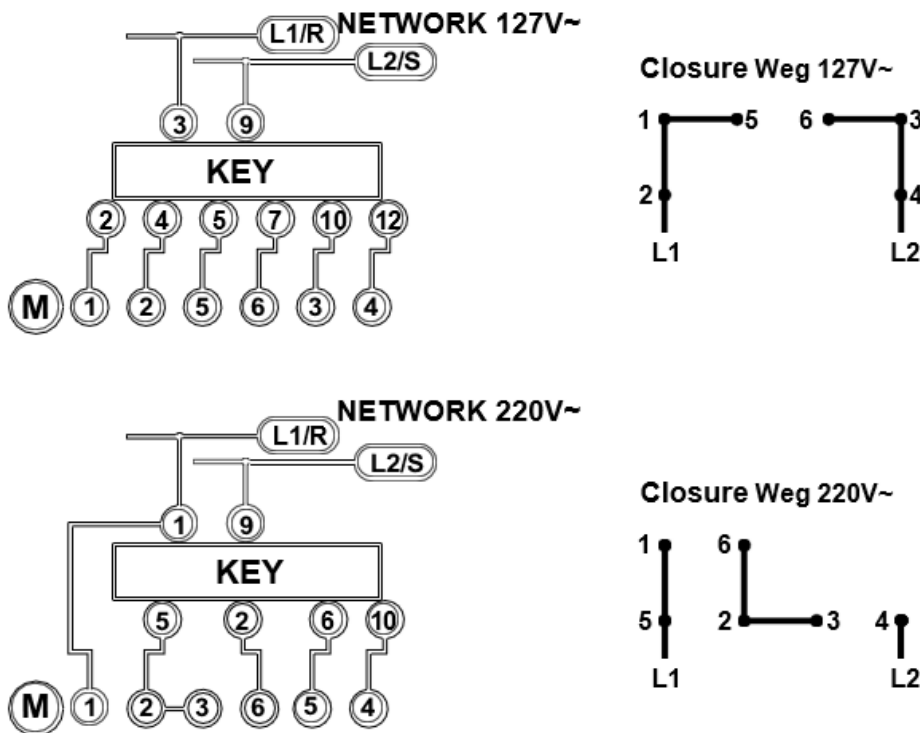 NETWORK 127V~
L1/R
L2/S
3 9
KEY
2 4 5 7 10 12
M 1 2 5 6 3 4
Closure Weg 127V~
1 5 6 3
2 4
L1 L2
NETWORK 220V~
L1/R
L2/S
1 9
KEY
5 2 6 10
M 1 2 3 6 5 4
Closure Weg 220V~
1 6
5 2 3 4
L1 L2